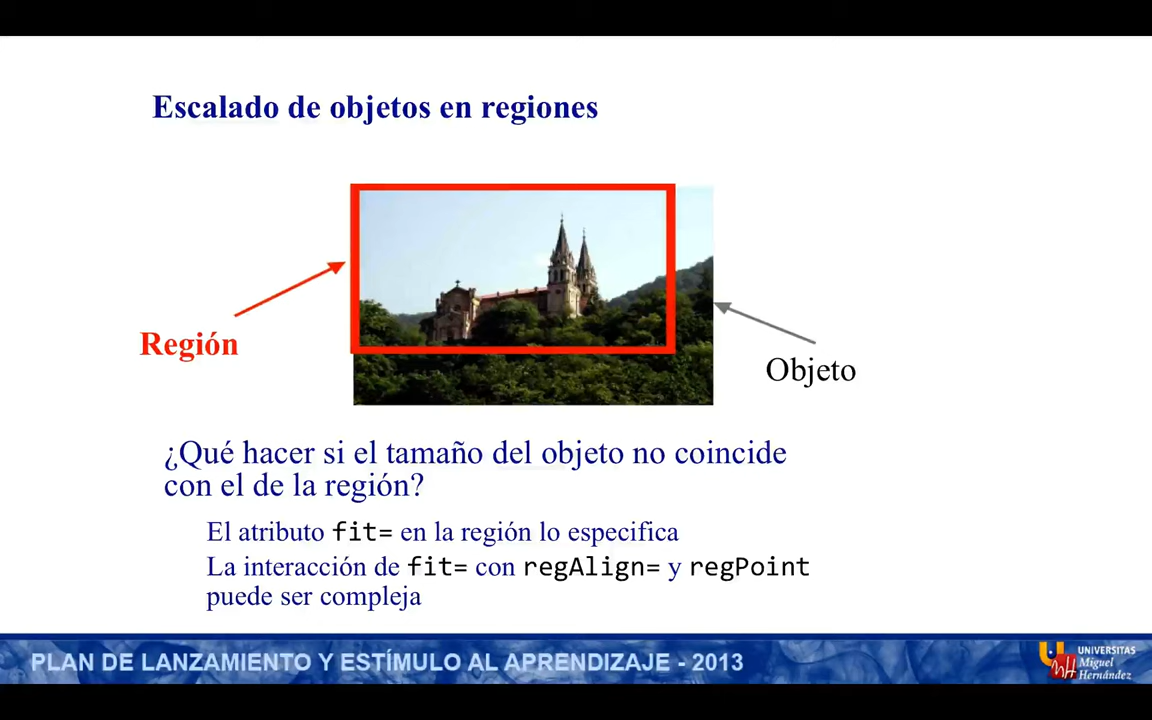 Escalado de objetos en regiones
Región
Objeto
¿Qué hacer si el tamaño del objeto no coincide
con el de la región?
El atributo fit= en la región lo especifica
La interacción de fit= con regAlign= y regPoint
puede ser compleja
PLAN DE LANZAMIENTO Y ESTÍMULO AL APRENDIZAJE - 2013
UNIVERSITAS
Miguel
Hernández